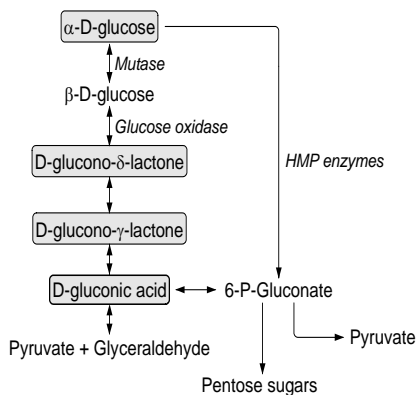 α-D-glucose
Mutase
β-D-glucose
Glucose oxidase
D-glucono-δ-lactone
HMP enzymes
D-glucono-γ-lactone
D-gluconic acid
6-P-Gluconate
Pyruvate + Glyceraldehyde
Pyruvate
Pentose sugars